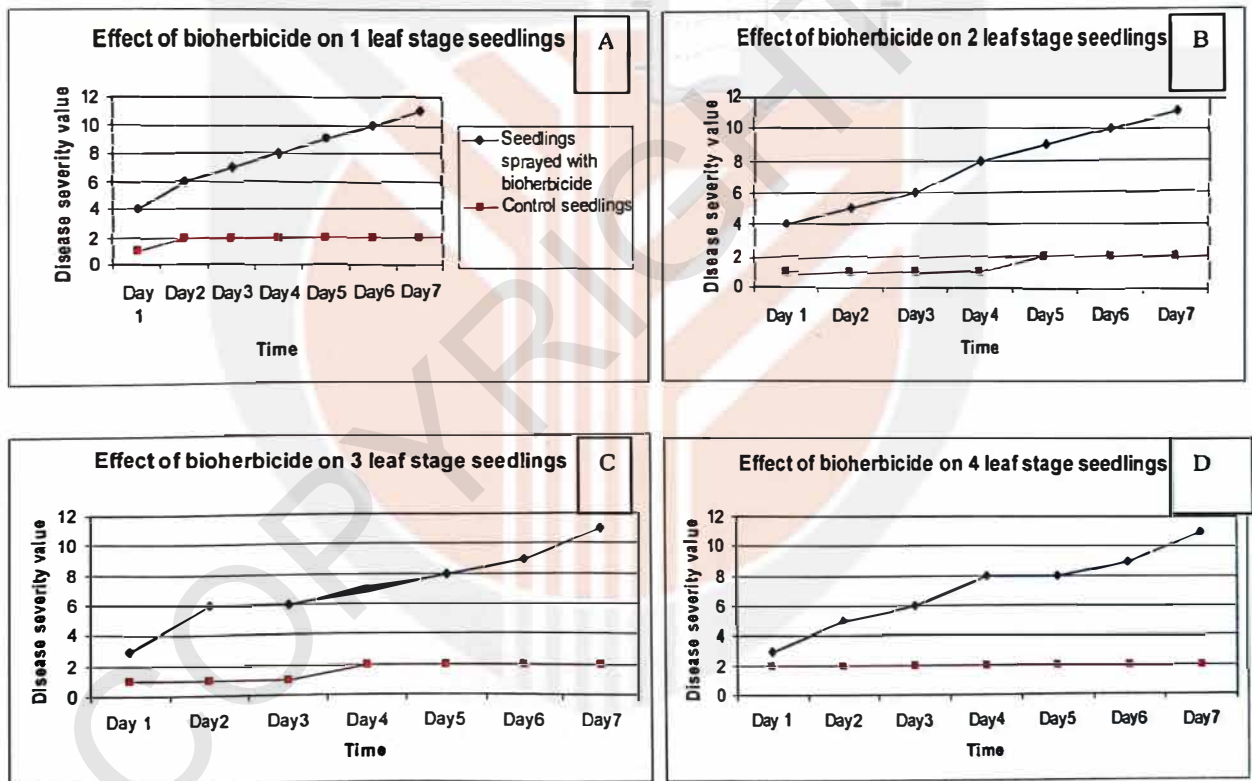 Effect of bioherbicide on 1 leaf stage seedlings
A
Disease severity value
12
10
8
6
4
2
0
Day 1
Day2
Day3
Day4
Day5
Day6
Day7
Time
Seedlings
sprayed with
bioherbicide
Control seedlings
Effect of bioherbicide on 2 leaf stage seedlings
B
Disease severity value
12
10
8
6
4
2
0
Day 1
Day2
Day3
Day4
Day5
Day6
Day7
Time
Effect of bioherbicide on 3 leaf stage seedlings
C
Disease severity value
12
10
8
6
4
2
0
Day 1
Day2
Day3
Day4
Day5
Day6
Day7
Time
Effect of bioherbicide on 4 leaf stage seedlings
D
Disease severity value
12
10
8
6
4
2
0
Day 1
Day2
Day3
Day4
Day5
Day6
Day7
Time
COPYRIGHT